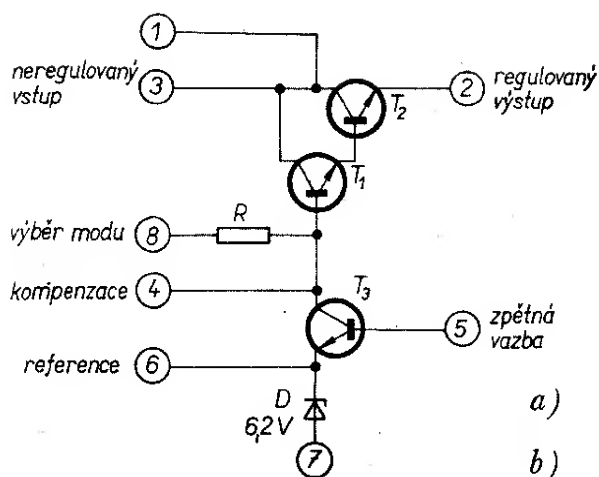 1
neregulovaný
vstup
3
2
regulovaný
výstup
T2
T1
R
výběr modu
8
kompenzace
4
T3
5
zpětná
vazba
reference
6
D
6,2V
7
a)
b)